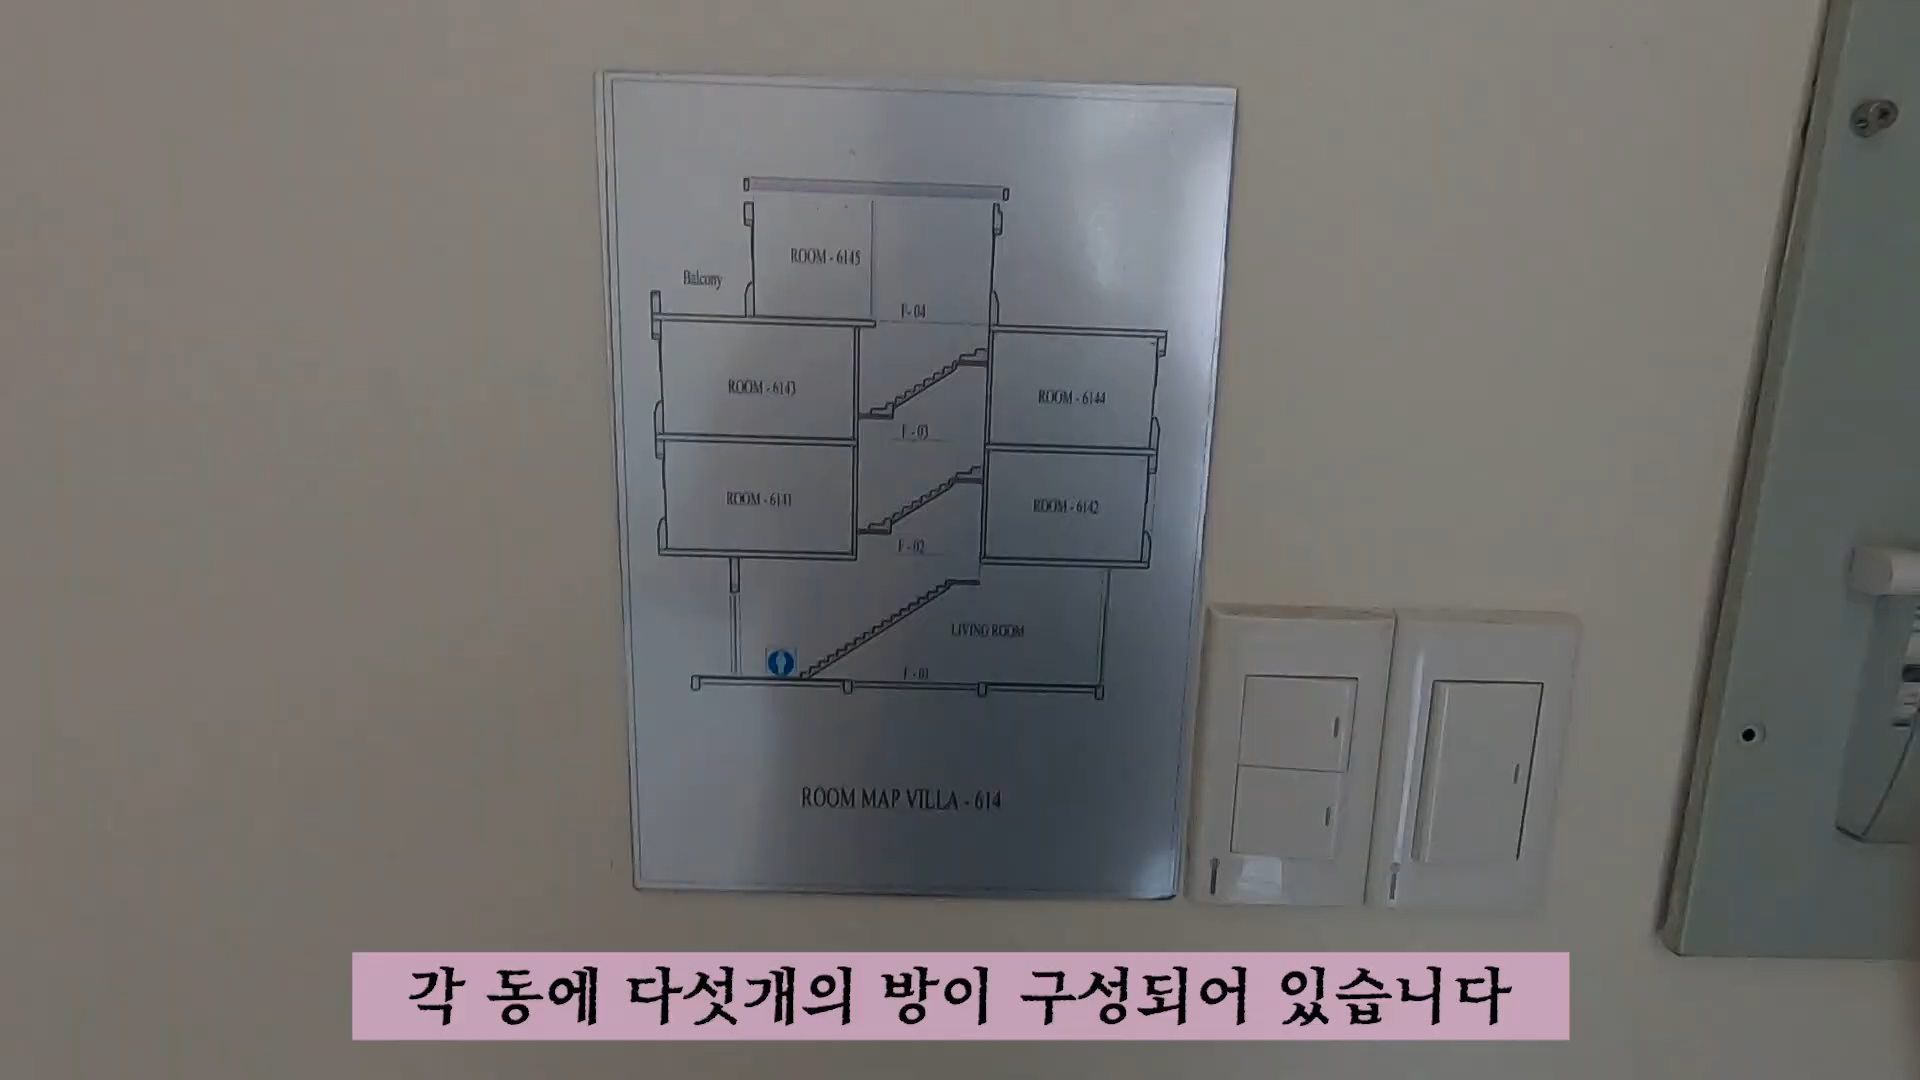 ROOM - 6145
Balcony
F - 04
ROOM - 6143
ROOM - 6144
F - 03
ROOM - 6141
ROOM - 6142
F - 02
LIVING ROOM
F - 01
ROOM MAP VILLA - 614
각 동에 다섯개의 방이 구성되어 있습니다